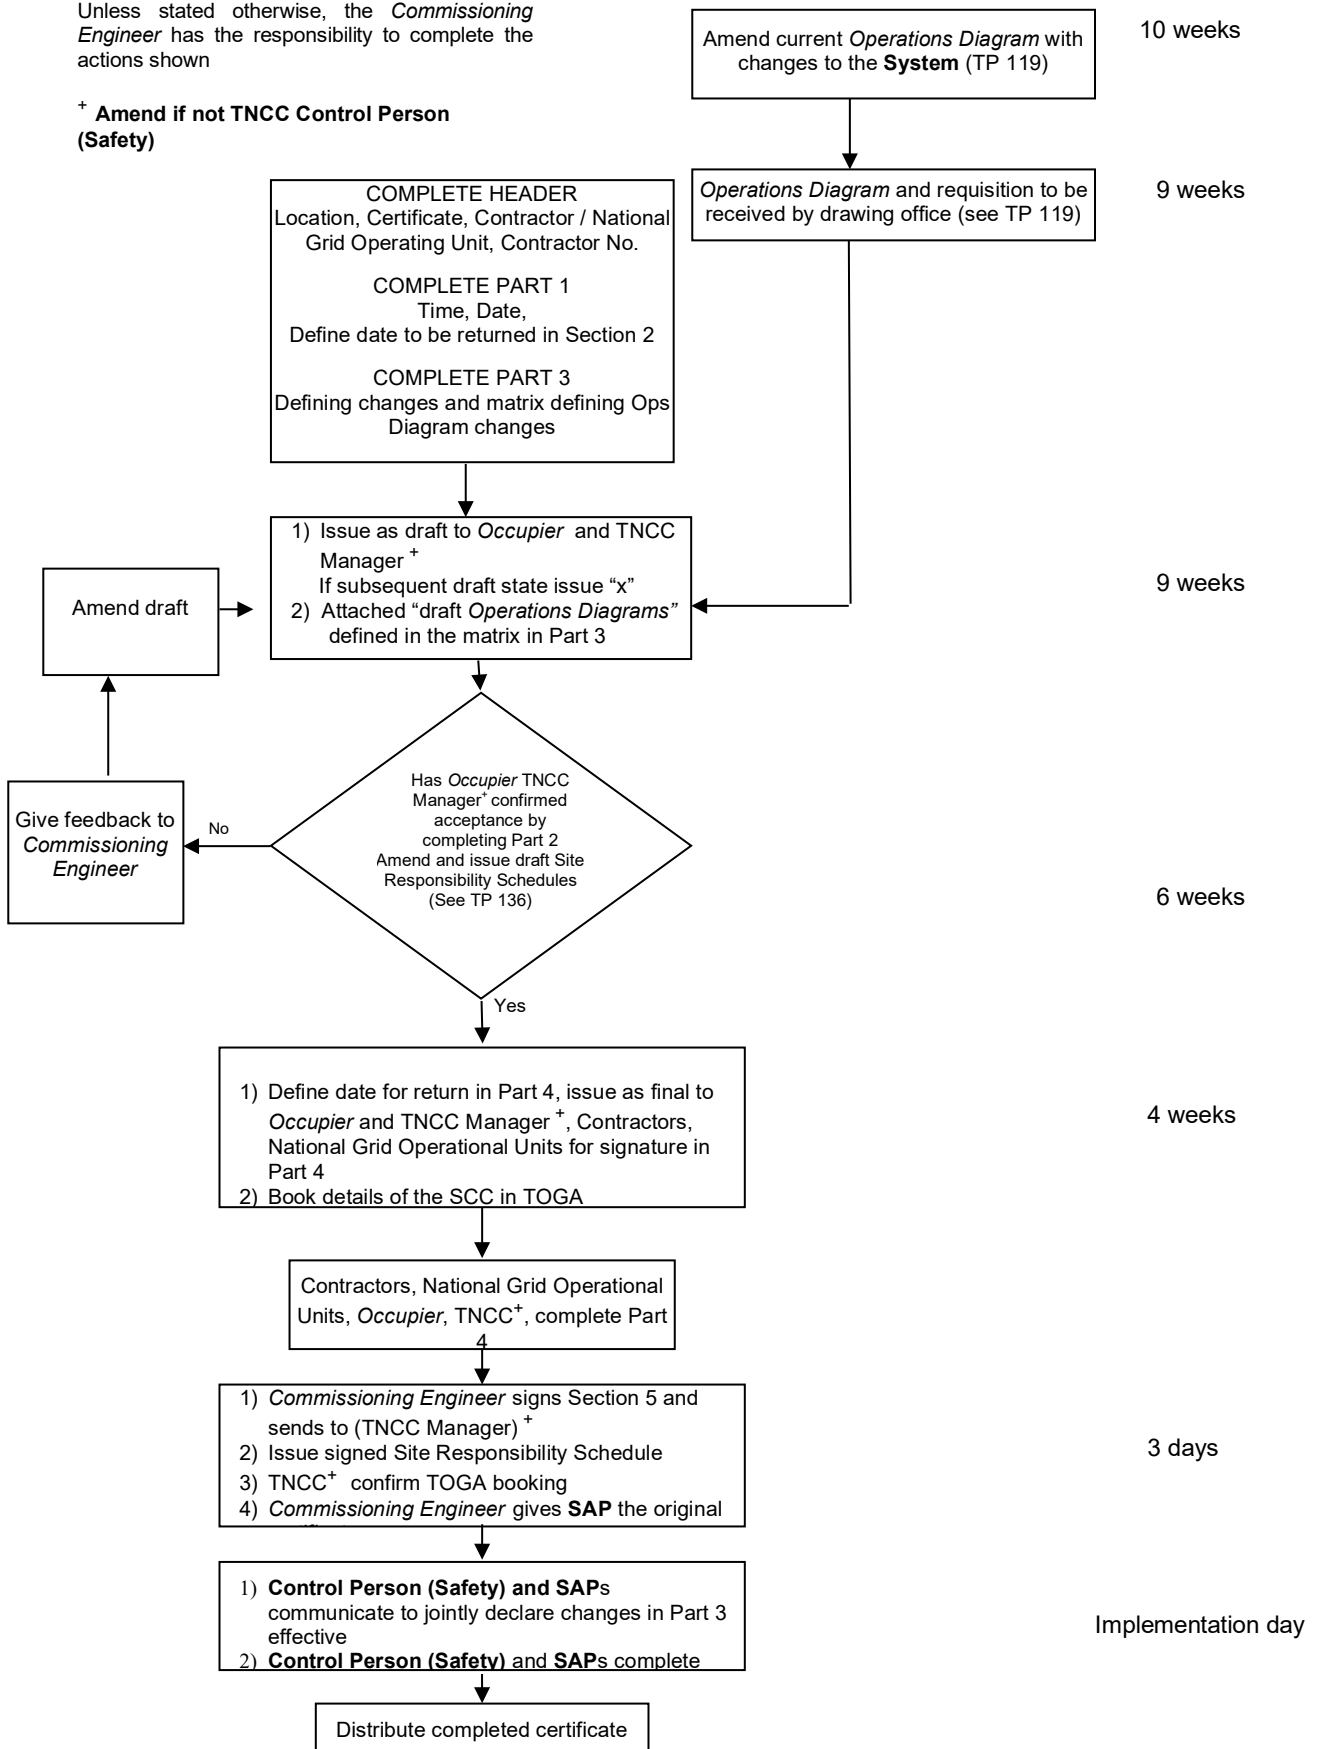 Unless stated otherwise, the Commissioning
Engineer has the responsibility to complete the
actions shown
+ Amend if not TNCC Control Person
(Safety)
Amend current Operations Diagram with
changes to the System (TP 119)
10 weeks
Operations Diagram and requisition to be
received by drawing office (see TP 119)
9 weeks
COMPLETE HEADER
Location, Certificate, Contractor / National
Grid Operating Unit, Contractor No.
COMPLETE PART 1
Time, Date,
Define date to be returned in Section 2
COMPLETE PART 3
Defining changes and matrix defining Ops
Diagram changes
1) Issue as draft to Occupier and TNCC
Manager +
If subsequent draft state issue “x”
2) Attached “draft Operations Diagrams”
defined in the matrix in Part 3
9 weeks
Amend draft
Has Occupier TNCC
Manager+ confirmed
acceptance by
completing Part 2
Amend and issue draft Site
Responsibility Schedules
(See TP 136)
No
Give feedback to
Commissioning
Engineer
6 weeks
Yes
1) Define date for return in Part 4, issue as final to
Occupier and TNCC Manager +, Contractors,
National Grid Operational Units for signature in
Part 4
2) Book details of the SCC in TOGA
4 weeks
Contractors, National Grid Operational
Units, Occupier, TNCC+, complete Part
4
1) Commissioning Engineer signs Section 5 and
sends to (TNCC Manager) +
2) Issue signed Site Responsibility Schedule
3) TNCC+ confirm TOGA booking
4) Commissioning Engineer gives SAP the original
3 days
1) Control Person (Safety) and SAPs
communicate to jointly declare changes in Part 3
effective
2) Control Person (Safety) and SAPs complete
Implementation day
Distribute completed certificate